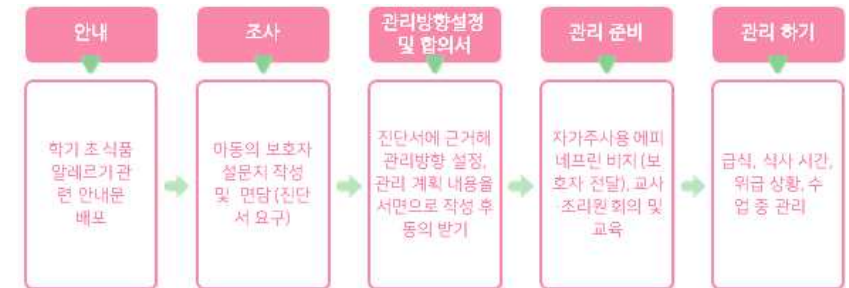 안내
학기 초 식품
알레르기 관
련 안내문
배포
조사
아동의 보호자
설문지 작성
및 면담 (진단
서 요구)
관리방향설정
및 합의서
진단서에 근거해
관리방향 설정,
관리 계획 내용을
서면으로 작성 후
동의 받기
관리 준비
자가주사용 에피
네프린 비치 (보
호자 전달), 교사
·조리원 회의 및
교육
관리 하기
급식, 식사 시간,
위급 상황, 수
업 중 관리